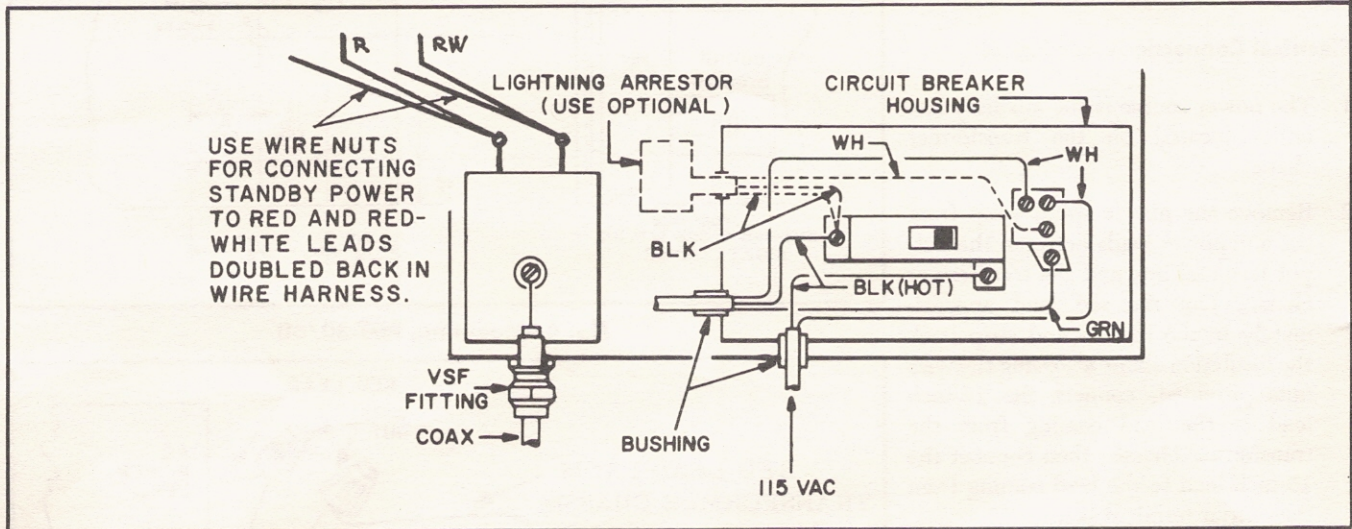 R
RW
LIGHTNING ARRESTOR
(USE OPTIONAL)
CIRCUIT BREAKER
HOUSING
USE WIRE NUTS
FOR CONNECTING
STANDBY POWER
TO RED AND RED-
WHITE LEADS
DOUBLED BACK IN
WIRE HARNESS.
WH
WH
BLK
BLK(HOT)
GRN
VSF
FITTING
COAX
BUSHING
115 VAC